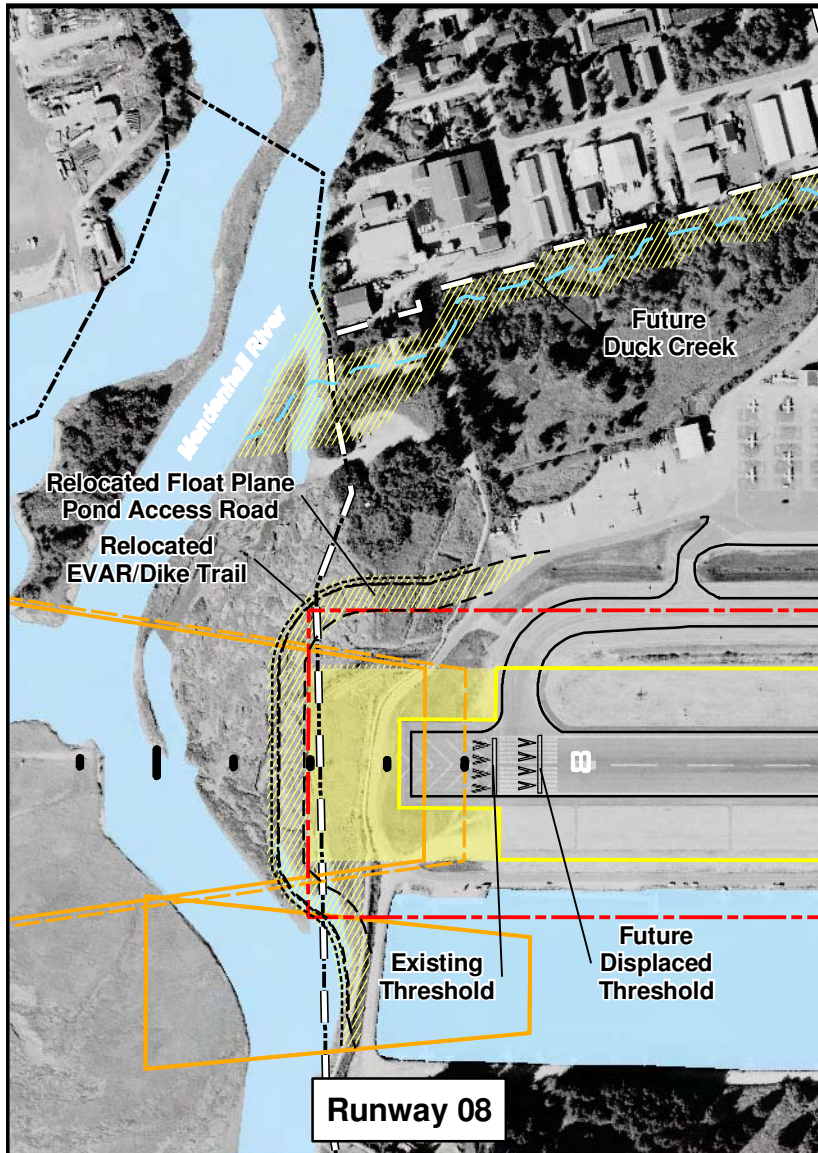 Future
Duck Creek
Mendenhall River
Relocated Float Plane
Pond Access Road
Relocated
EVAR/Dike Trail
8
Existing
Threshold
Future
Displaced
Threshold
Runway 08